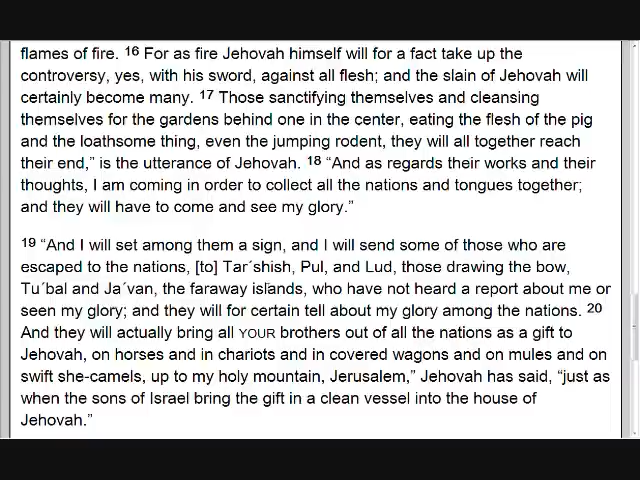 flames of fire. 16 For as fire Jehovah himself will for a fact take up the
controversy, yes, with his sword, against all flesh; and the slain of Jehovah will
certainly become many. 17 Those sanctifying themselves and cleansing
themselves for the gardens behind one in the center, eating the flesh of the pig
and the loathsome thing, even the jumping rodent, they will all together reach
their end,” is the utterance of Jehovah. 18 “And as regards their works and their
thoughts, I am coming in order to collect all the nations and tongues together;
and they will have to come and see my glory.”
19 “And I will set among them a sign, and I will send some of those who are
escaped to the nations, [to] Tar´shish, Pul, and Lud, those drawing the bow,
Tu´bal and Ja´van, the faraway islands, who have not heard a report about me or
seen my glory; and they will for certain tell about my glory among the nations. 20
And they will actually bring all YOUR brothers out of all the nations as a gift to
Jehovah, on horses and in chariots and in covered wagons and on mules and on
swift she-camels, up to my holy mountain, Jerusalem,” Jehovah has said, “just as
when the sons of Israel bring the gift in a clean vessel into the house of
Jehovah.”